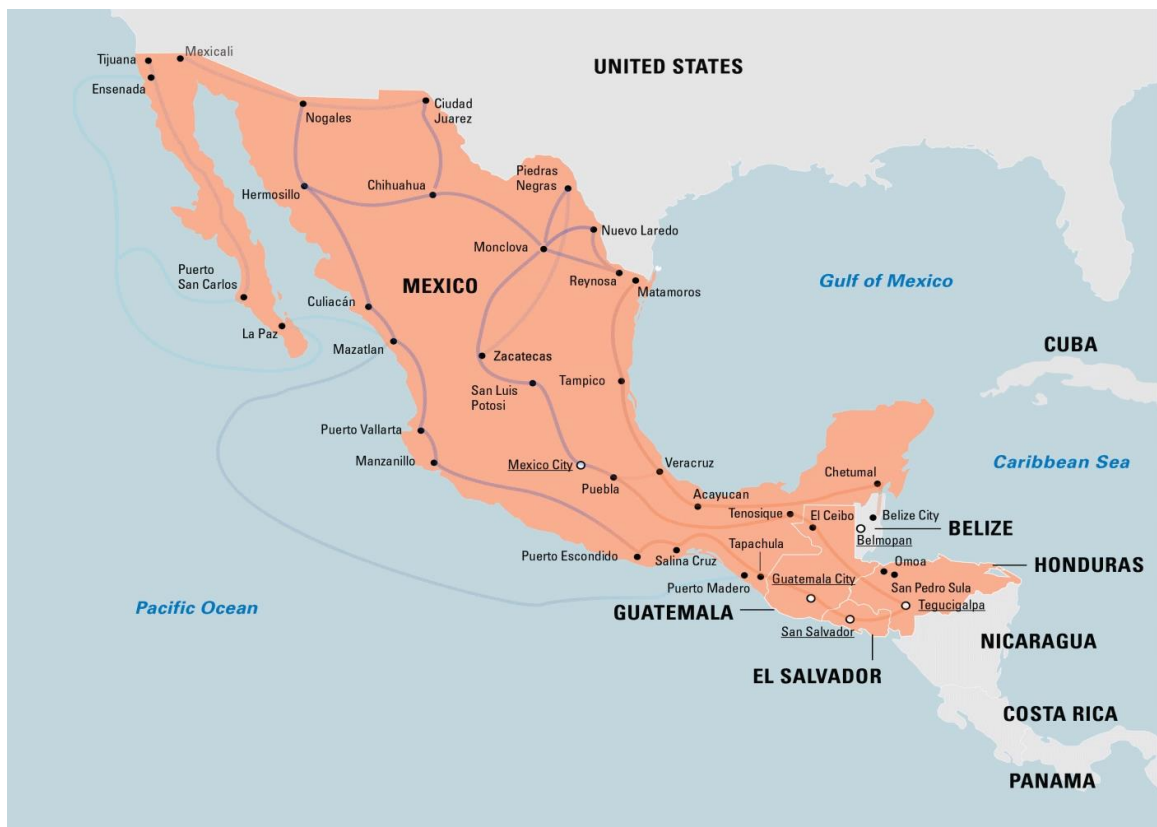 Mexicali
Tijuana
Ensenada
UNITED STATES
Nogales
Ciudad
Juarez
Piedras
Negras
Hermosillo
Chihuahua
Nuevo Laredo
Monclova
Puerto
San Carlos
MEXICO
Reynosa
Matamoros
Gulf of Mexico
Culiacán
La Paz
Mazatlan
Zacatecas
CUBA
San Luis
Potosi
Tampico
Puerto Vallarta
Manzanillo
Mexico City
Puebla
Veracruz
Chetumal
Caribbean Sea
Acayucan
Tenosique
El Ceibo
Belize City
BELIZE
Belmopan
Puerto Escondido
Salina Cruz
Tapachula
Omoa
HONDURAS
Puerto Madero
Guatemala City
San Pedro Sula
Pacific Ocean
GUATEMALA
Tegucigalpa
San Salvador
NICARAGUA
EL SALVADOR
COSTA RICA
PANAMA